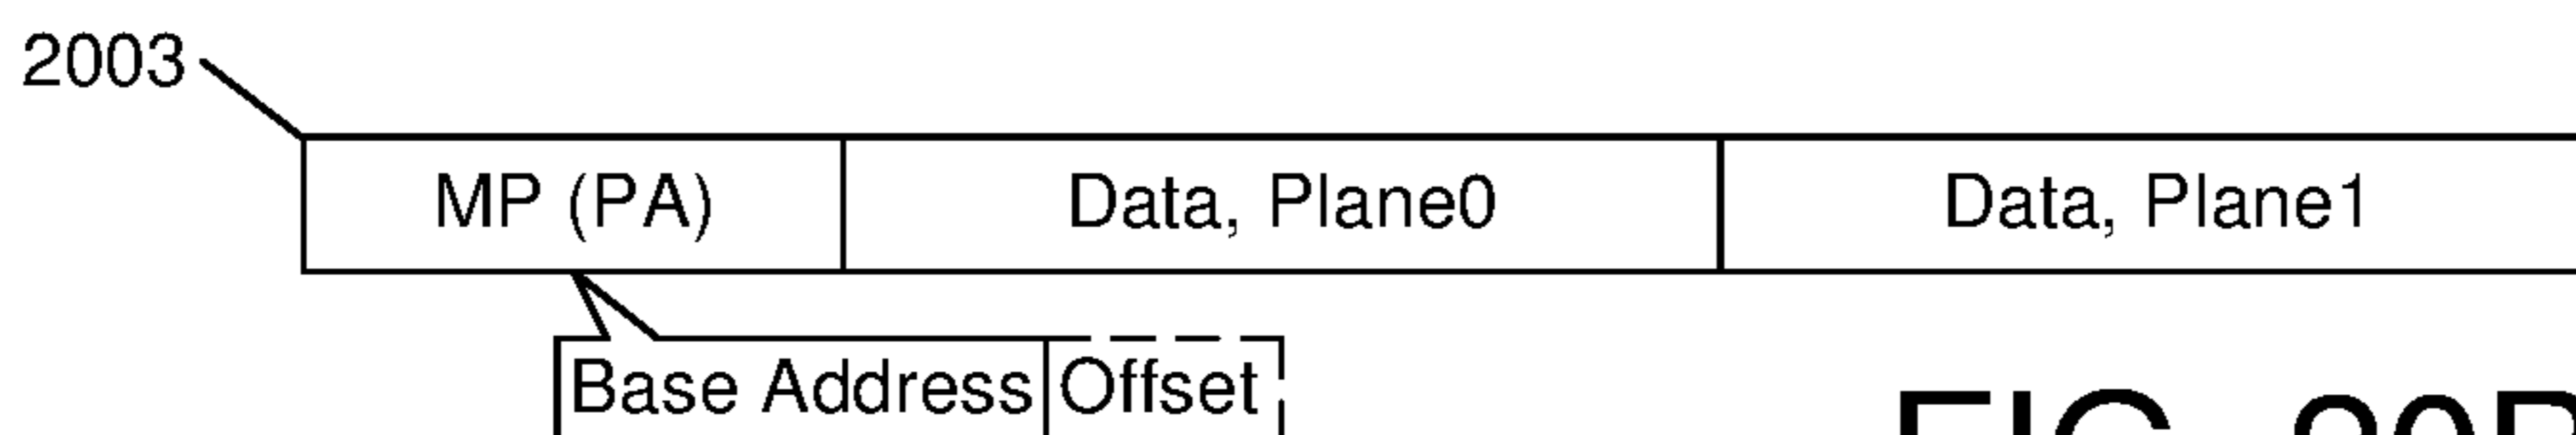 2003
MP (PA) Data, Plane0 Data, Plane1
Base Address Offset